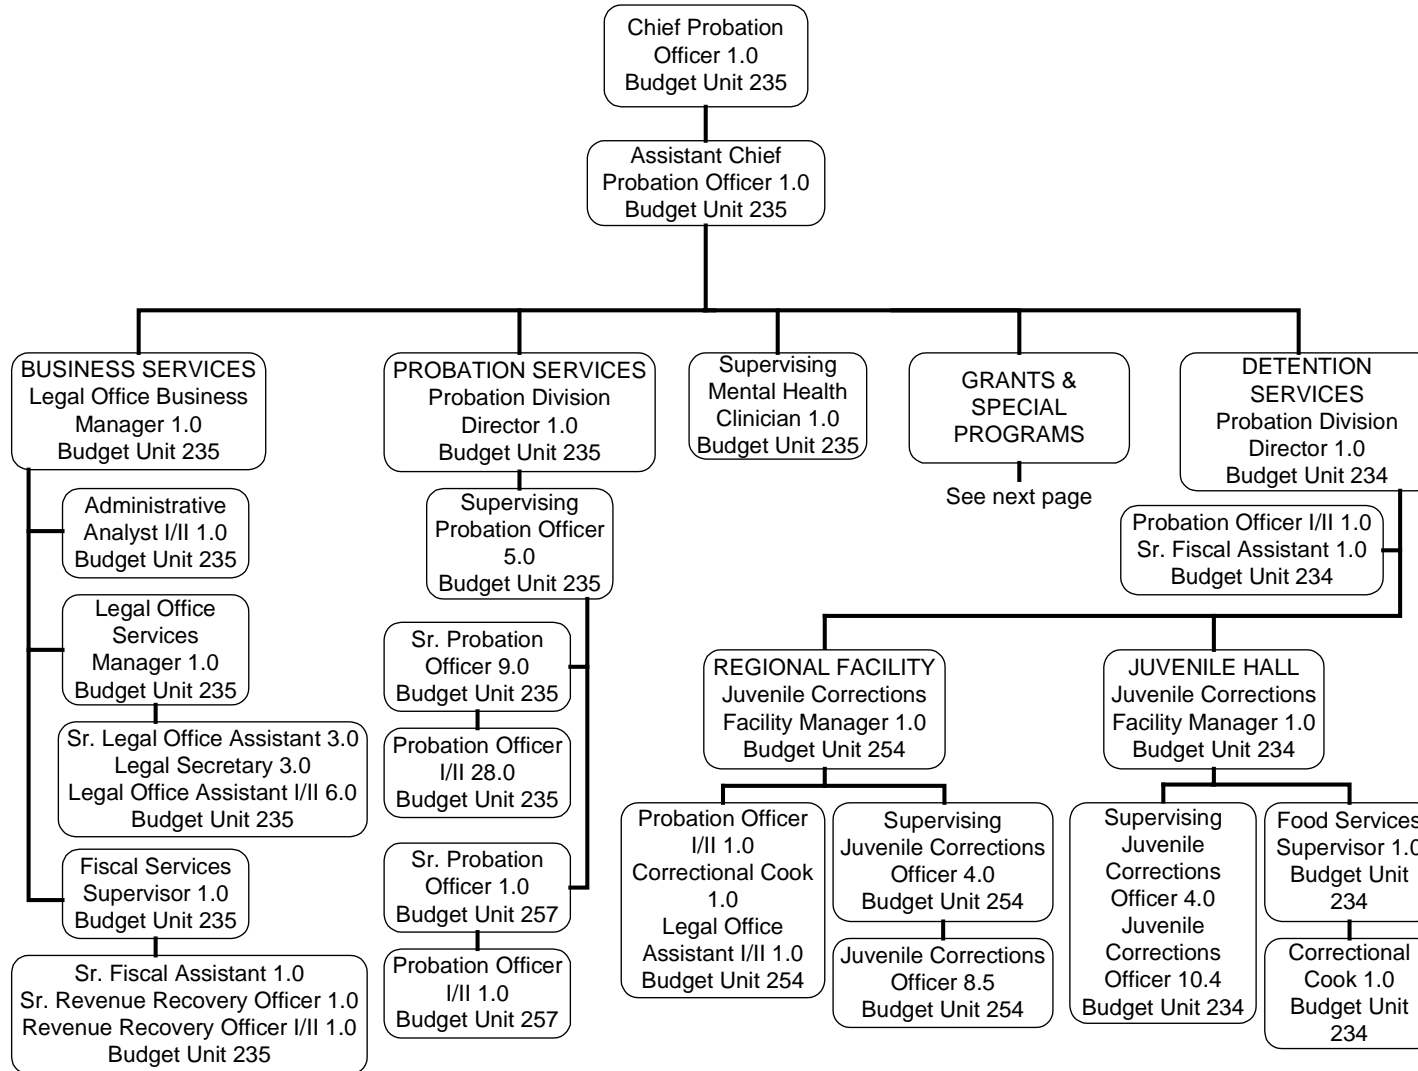 Chief Probation
Officer 1.0
Budget Unit 235
Assistant Chief
Probation Officer 1.0
Budget Unit 235
BUSINESS SERVICES
Legal Office Business
Manager 1.0
Budget Unit 235
Administrative
Analyst I/II 1.0
Budget Unit 235
Legal Office
Services
Manager 1.0
Budget Unit 235
Sr. Legal Office Assistant 3.0
Legal Secretary 3.0
Legal Office Assistant I/II 6.0
Budget Unit 235
Fiscal Services
Supervisor 1.0
Budget Unit 235
Sr. Fiscal Assistant 1.0
Sr. Revenue Recovery Officer 1.0
Revenue Recovery Officer I/II 1.0
Budget Unit 235
PROBATION SERVICES
Probation Division
Director 1.0
Budget Unit 235
Supervising
Probation Officer
5.0
Budget Unit 235
Sr. Probation
Officer 9.0
Budget Unit 235
Probation Officer
I/II 28.0
Budget Unit 235
Sr. Probation
Officer 1.0
Budget Unit 257
Probation Officer
I/II 1.0
Budget Unit 257
Supervising
Mental Health
Clinician 1.0
Budget Unit 235
GRANTS &
SPECIAL
PROGRAMS
See next page
DETENTION
SERVICES
Probation Division
Director 1.0
Budget Unit 234
Probation Officer I/II 1.0
Sr. Fiscal Assistant 1.0
Budget Unit 234
REGIONAL FACILITY
Juvenile Corrections
Facility Manager 1.0
Budget Unit 254
Probation Officer
I/II 1.0
Correctional Cook
1.0
Legal Office
Assistant I/II 1.0
Budget Unit 254
Supervising
Juvenile Corrections
Officer 4.0
Budget Unit 254
Juvenile Corrections
Officer 8.5
Budget Unit 254
JUVENILE HALL
Juvenile Corrections
Facility Manager 1.0
Budget Unit 234
Supervising
Juvenile
Corrections
Officer 4.0
Juvenile
Corrections
Officer 10.4
Budget Unit 234
Food Services
Supervisor 1.0
Budget Unit
234
Correctional
Cook 1.0
Budget Unit
234